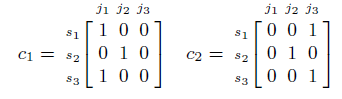 j₁ j₂ j₃ j₁ j₂ j₃
s₁ 1 0 0 s₁ 0 0 1
c₁ = s₂ 0 1 0 c₂ = s₂ 0 1 0
s₃ 1 0 0 s₃ 0 0 1